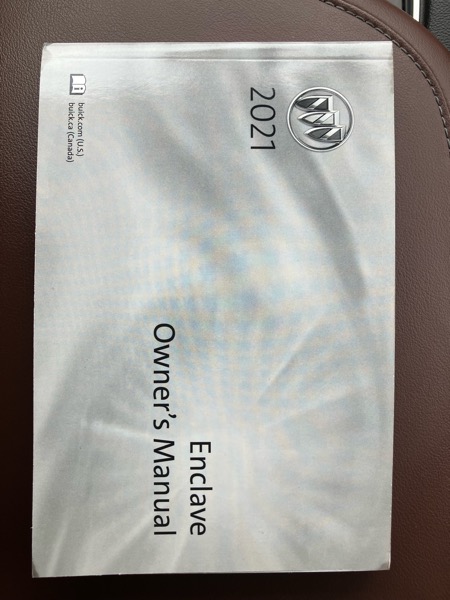 2021
Enclave
Owner's Manual
buick.com (U.S.)
buick.ca (Canada)